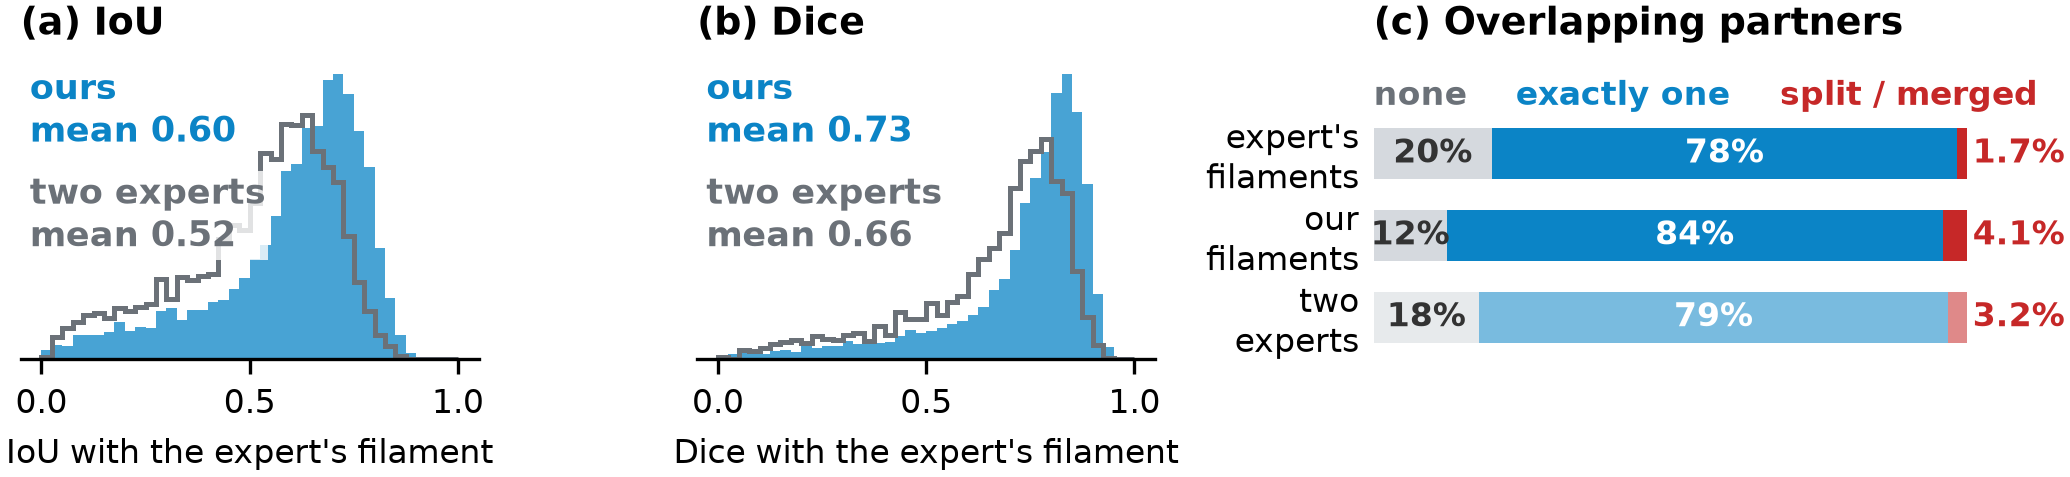 (a) IoU
ours
mean 0.60
two experts
mean 0.52
0.0 0.5 1.0
IoU with the expert's filament
(b) Dice
ours
mean 0.73
two experts
mean 0.66
0.0 0.5 1.0
Dice with the expert's filament
(c) Overlapping partners
none exactly one split / merged
expert's
filaments
20% 78% 1.7%
our
filaments
12% 84% 4.1%
two
experts
18% 79% 3.2%